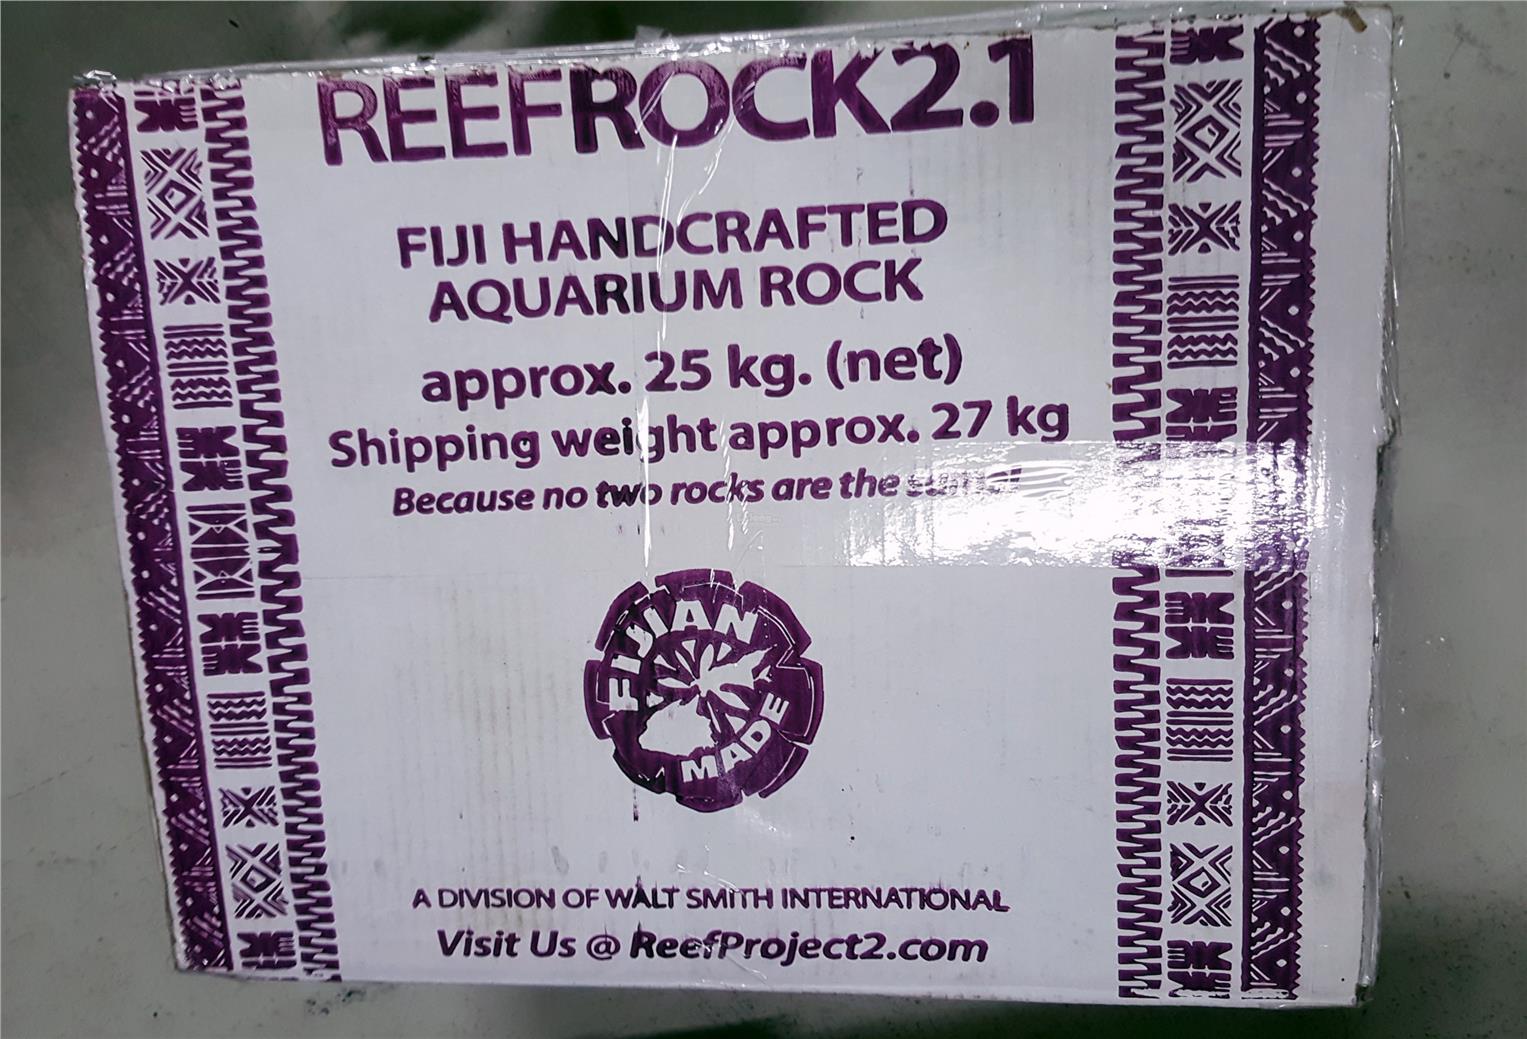 REEFROCK2.1
FIJI HANDCRAFTED
AQUARIUM ROCK
approx. 25 kg. (net)
Shipping weight approx. 27 kg
Because no two rocks are the
FIJIAN
MADE
A DIVISION OF WALT SMITH INTERNATIONAL
Visit Us @ ReefProject2.com